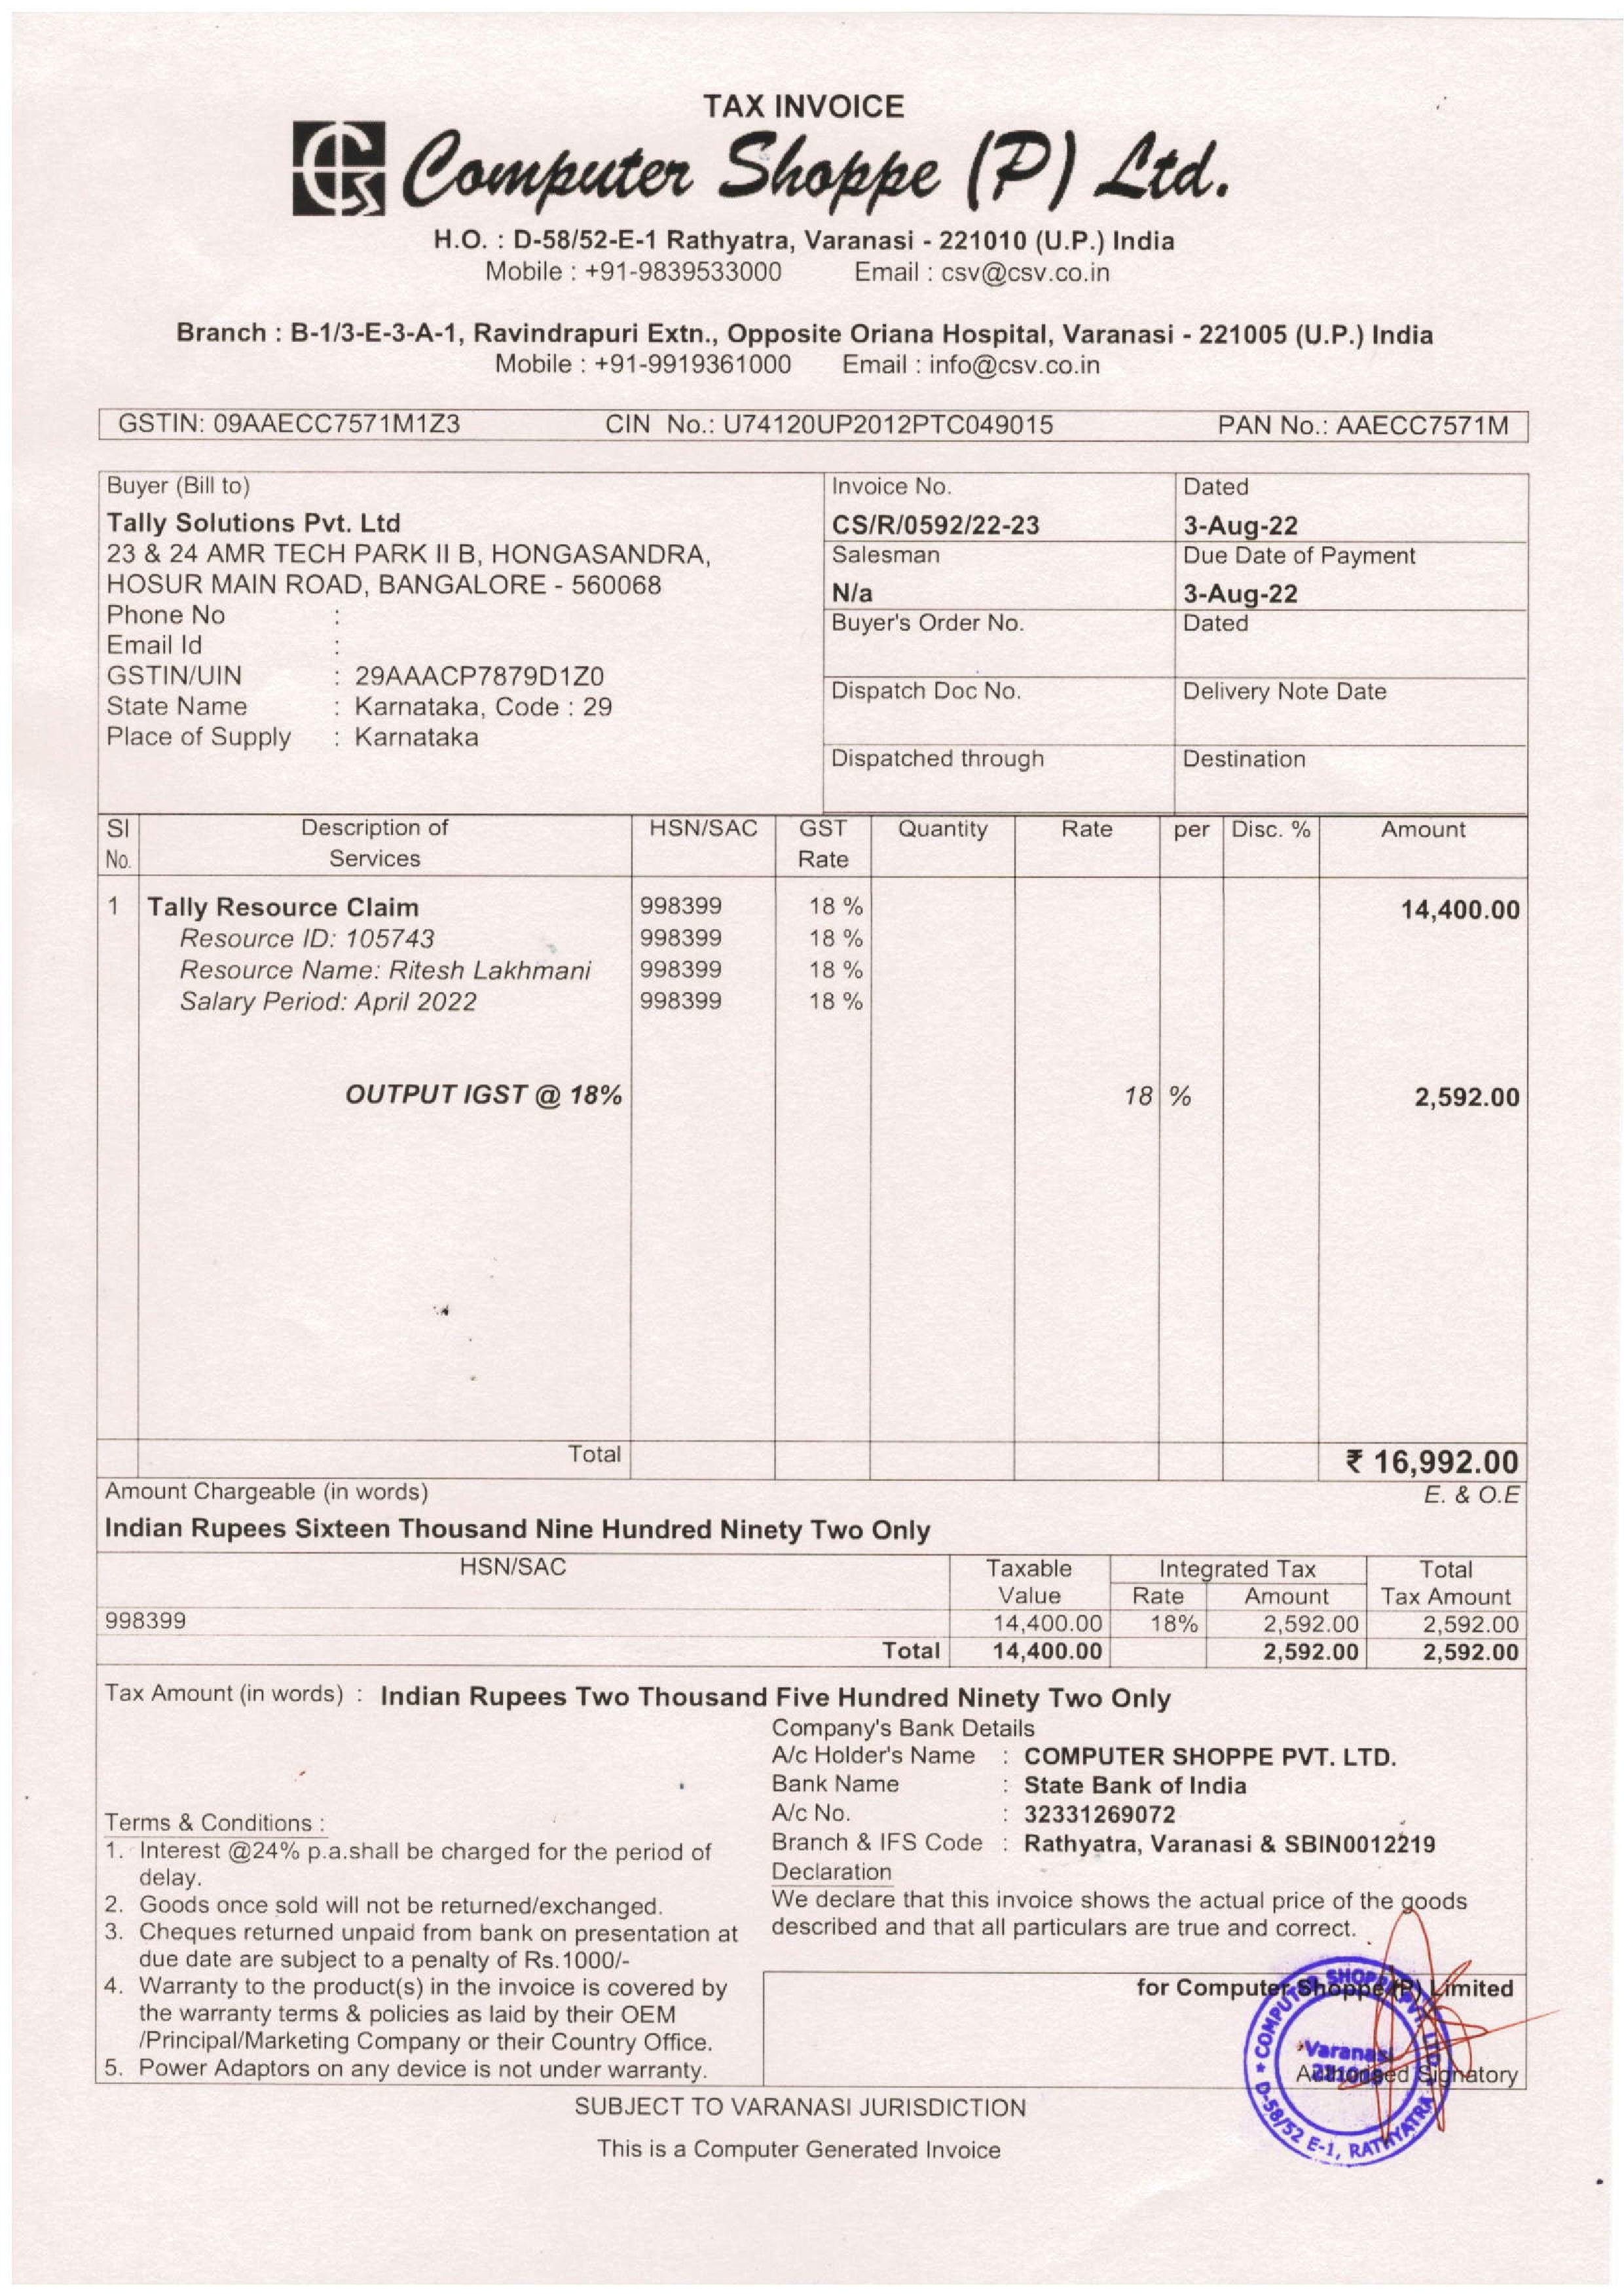 TAX INVOICE
Computer Shoppe (P) Ltd.
H.O. : D-58/52-E-1 Rathyatra, Varanasi - 221010 (U.P.) India
Mobile : +91-9839533000 Email : csv@csv.co.in
Branch : B-1/3-E-3-A-1, Ravindrapuri Extn., Opposite Oriana Hospital, Varanasi - 221005 (U.P.) India
Mobile : +91-9919361000 Email : info@csv.co.in
GSTIN: 09AAECC7571M1Z3 CIN No.: U74120UP2012PTC049015 PAN No.: AAECC7571M
Buyer (Bill to)
Tally Solutions Pvt. Ltd
23 & 24 AMR TECH PARK II B, HONGASANDRA,
HOSUR MAIN ROAD, BANGALORE - 560068
Phone No :
Email Id :
GSTIN/UIN : 29AAACP7879D1Z0
State Name : Karnataka, Code : 29
Place of Supply : Karnataka
Invoice No. Dated
CS/R/0592/22-23 3-Aug-22
Salesman Due Date of Payment
N/a 3-Aug-22
Buyer's Order No. Dated
Dispatch Doc No. Delivery Note Date
Dispatched through Destination
Sl Description of HSN/SAC GST Quantity Rate per Disc. % Amount
No. Services Rate
1 Tally Resource Claim 998399 18 % 14,400.00
Resource ID: 105743 998399 18 %
Resource Name: Ritesh Lakhmani 998399 18 %
Salary Period: April 2022 998399 18 %
OUTPUT IGST @ 18% 18 % 2,592.00
Total ₹ 16,992.00
Amount Chargeable (in words) E. & O.E
Indian Rupees Sixteen Thousand Nine Hundred Ninety Two Only
HSN/SAC Taxable Integrated Tax Total
Value Rate Amount Tax Amount
998399 14,400.00 18% 2,592.00 2,592.00
Total 14,400.00 2,592.00 2,592.00
Tax Amount (in words) : Indian Rupees Two Thousand Five Hundred Ninety Two Only
Company's Bank Details
A/c Holder's Name : COMPUTER SHOPPE PVT. LTD.
Bank Name : State Bank of India
A/c No. : 32331269072
Branch & IFS Code : Rathyatra, Varanasi & SBIN0012219
Terms & Conditions :
1. Interest @24% p.a.shall be charged for the period of
delay.
2. Goods once sold will not be returned/exchanged.
3. Cheques returned unpaid from bank on presentation at
due date are subject to a penalty of Rs.1000/-
4. Warranty to the product(s) in the invoice is covered by
the warranty terms & policies as laid by their OEM
/Principal/Marketing Company or their Country Office.
5. Power Adaptors on any device is not under warranty.
Declaration
We declare that this invoice shows the actual price of the goods
described and that all particulars are true and correct.
for Computer Shoppe (P) Limited
Authorised Signatory
COMPUTER SHOPPE PVT. LTD.
Varanasi
D-58/52 E-1, RATHYATRA
SUBJECT TO VARANASI JURISDICTION
This is a Computer Generated Invoice